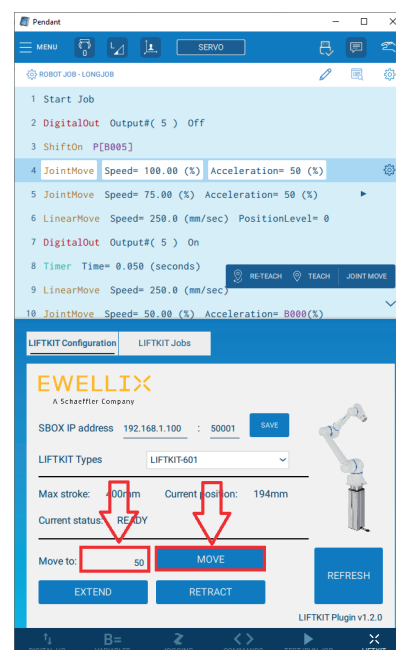 Pendant
MENU 0 SERVO
ROBOT JOB - LONGJOB
1 Start Job
2 DigitalOut Output#( 5 ) Off
3 ShiftOn P[B005]
4 JointMove Speed= 100.00 (%) Acceleration= 50 (%)
5 JointMove Speed= 75.00 (%) Acceleration= 50 (%)
6 LinearMove Speed= 250.0 (mm/sec) PositionLevel= 0
7 DigitalOut Output#( 5 ) On
8 Timer Time= 0.050 (seconds)
RE-TEACH TEACH JOINT MOVE
9 LinearMove Speed= 250.0 (mm/sec)
10 JointMove Speed= 50.00 (%) Acceleration= B000(%)
LIFTKIT Configuration LIFTKIT Jobs
EWELLIX
A Schaeffler Company
SBOX IP address 192.168.1.100 : 50001 SAVE
LIFTKIT Types LIFTKIT-601
Max stroke: 400mm Current position: 194mm
Current status: READY
Move to: 50 MOVE
REFRESH
EXTEND RETRACT
LIFTKIT Plugin v1.2.0